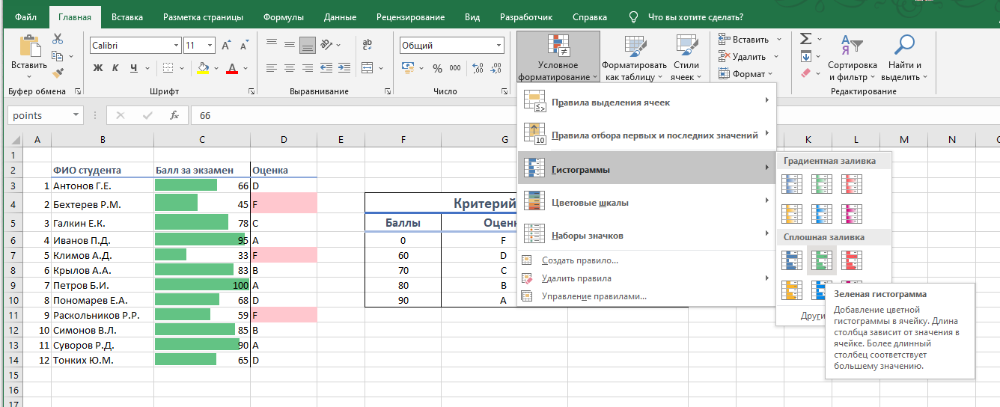 Файл Главная Вставка Разметка страницы Формулы Данные Рецензирование Вид Разработчик Справка Что вы хотите сделать?
Вставить
Буфер обмена
Calibri 11
Ж К Ч А
Шрифт
ab
Выравнивание
Общий
% 000
Число
Условное форматирование
Форматировать как таблицу
Стили ячеек
Вставить
Удалить
Формат
Сортировка и фильтр
Найти и выделить
Редактирование
points fx 66
A B C D E F G K L M N
1
2 ФИО студента Балл за экзамен Оценка
3 1 Антонов Г.Е. 66 D
4 2 Бехтерев Р.М. 45 F
5 3 Галкин Е.К. 78 C
6 4 Иванов П.Д. 95 A
7 5 Климов А.Д. 33 F
8 6 Крылов А.А. 83 B
9 7 Петров Б.И. 100 A
10 8 Пономарев Е.А. 68 D
11 9 Раскольников Р.Р. 59 F
12 10 Симонов В.Л. 85 B
13 11 Суворов Р.Д. 90 A
14 12 Тонких Ю.М. 65 D
15
16
17
Критерий
Баллы Оцен
0 F
60 D
70 C
80 B
90 A
Правила выделения ячеек
Правила отбора первых и последних значений
10
Гистограммы
Цветовые шкалы
Наборы значков
Создать правило...
Удалить правила
Управление правилами...
Градиентная заливка
Сплошная заливка
Други
Зеленая гистограмма
Добавление цветной
гистограммы в ячейку. Длина
столбца зависит от значения в
ячейке. Более длинный
столбец соответствует
большему значению.